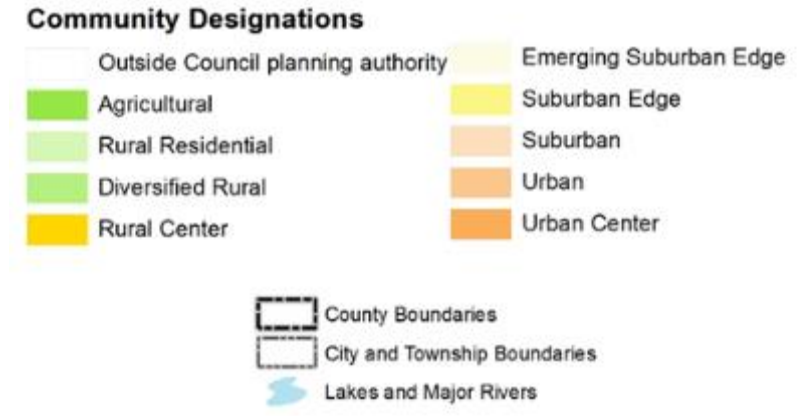 Community Designations
Outside Council planning authority
Agricultural
Rural Residential
Diversified Rural
Rural Center
Emerging Suburban Edge
Suburban Edge
Suburban
Urban
Urban Center
County Boundaries
City and Township Boundaries
Lakes and Major Rivers